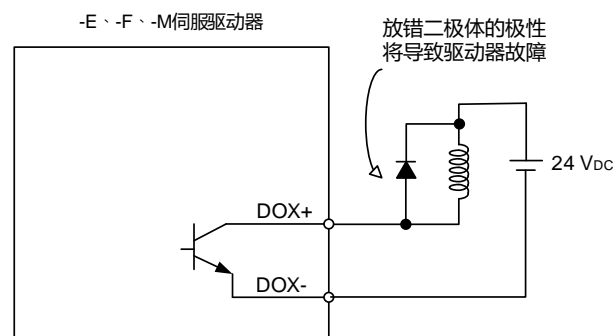 -E、-F、-M伺服驱动器
放错二极体的极性
将导致驱动器故障
24 VDC
DOX+
DOX-